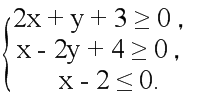 2x + y + 3 ≥ 0，
x - 2y + 4 ≥ 0，
x - 2 ≤ 0.